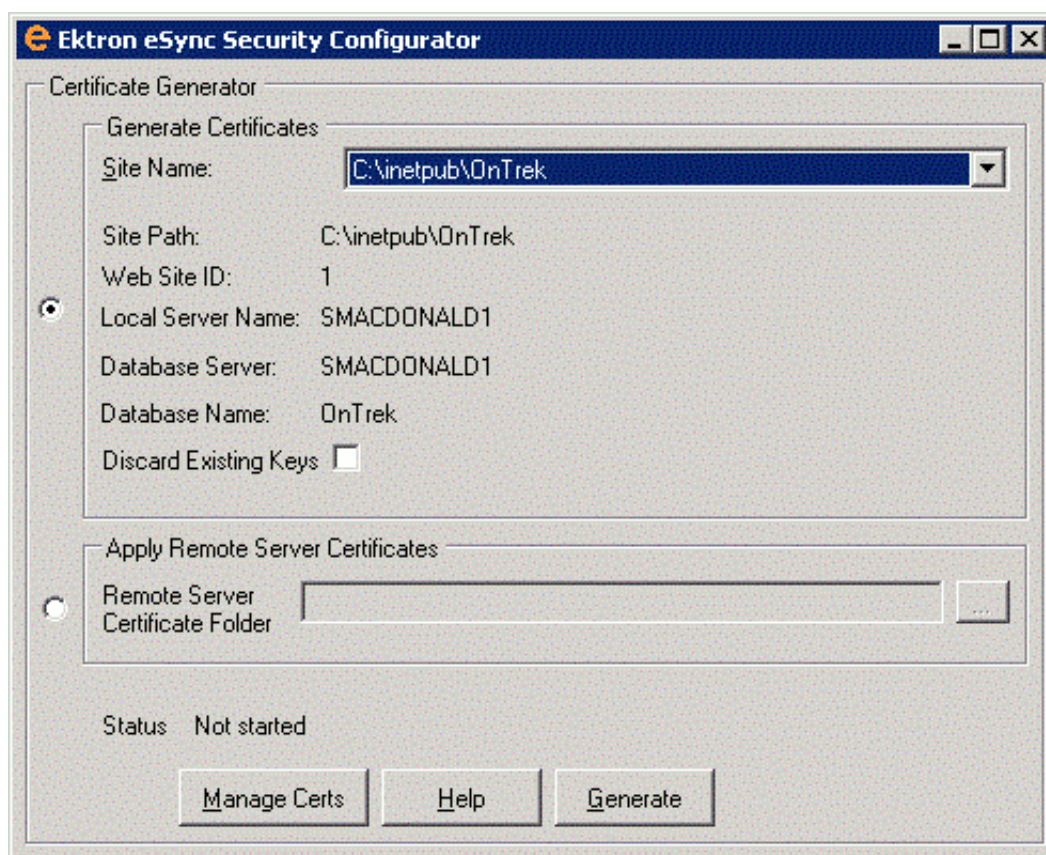 Ektron eSync Security Configurator
Certificate Generator
Generate Certificates
Site Name: C:\inetpub\OnTrek
Site Path: C:\inetpub\OnTrek
Web Site ID: 1
Local Server Name: SMACDONALD1
Database Server: SMACDONALD1
Database Name: OnTrek
Discard Existing Keys
Apply Remote Server Certificates
Remote Server
Certificate Folder
...
Status Not started
Manage Certs Help Generate